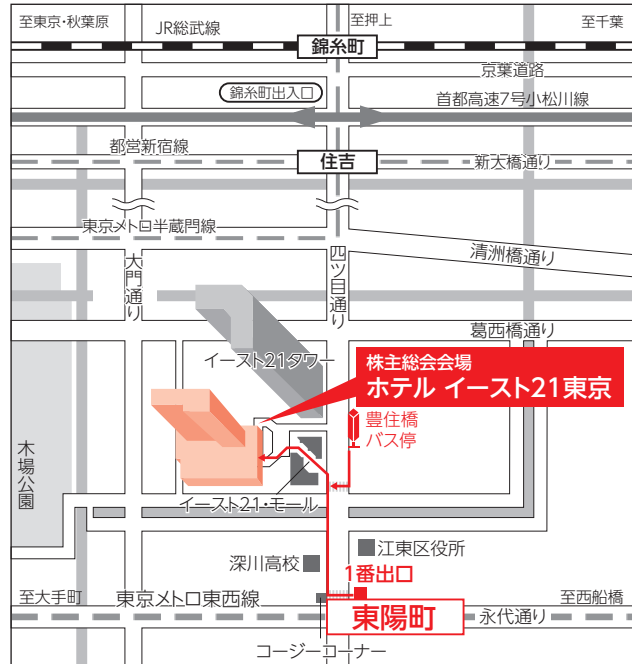 至東京・秋葉原
JR総武線
至押上
至千葉
錦糸町
京葉道路
錦糸町出入口
首都高速7号小松川線
都営新宿線
住吉
新大橋通り
東京メトロ半蔵門線
大門通り
四ツ目通り
清洲橋通り
葛西橋通り
イースト21タワー
株主総会会場
ホテル イースト21東京
豊住橋
バス停
木場公園
イースト21・モール
江東区役所
深川高校
1番出口
至大手町
東京メトロ東西線
東陽町
永代通り
至西船橋
コージーコーナー